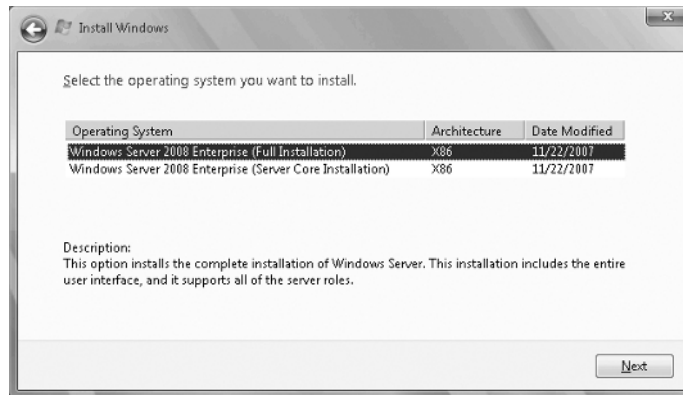 Install Windows
Select the operating system you want to install.
Operating System Architecture Date Modified
Windows Server 2008 Enterprise (Full Installation) X86 11/22/2007
Windows Server 2008 Enterprise (Server Core Installation) X86 11/22/2007
Description:
This option installs the complete installation of Windows Server. This installation includes the entire
user interface, and it supports all of the server roles.
Next